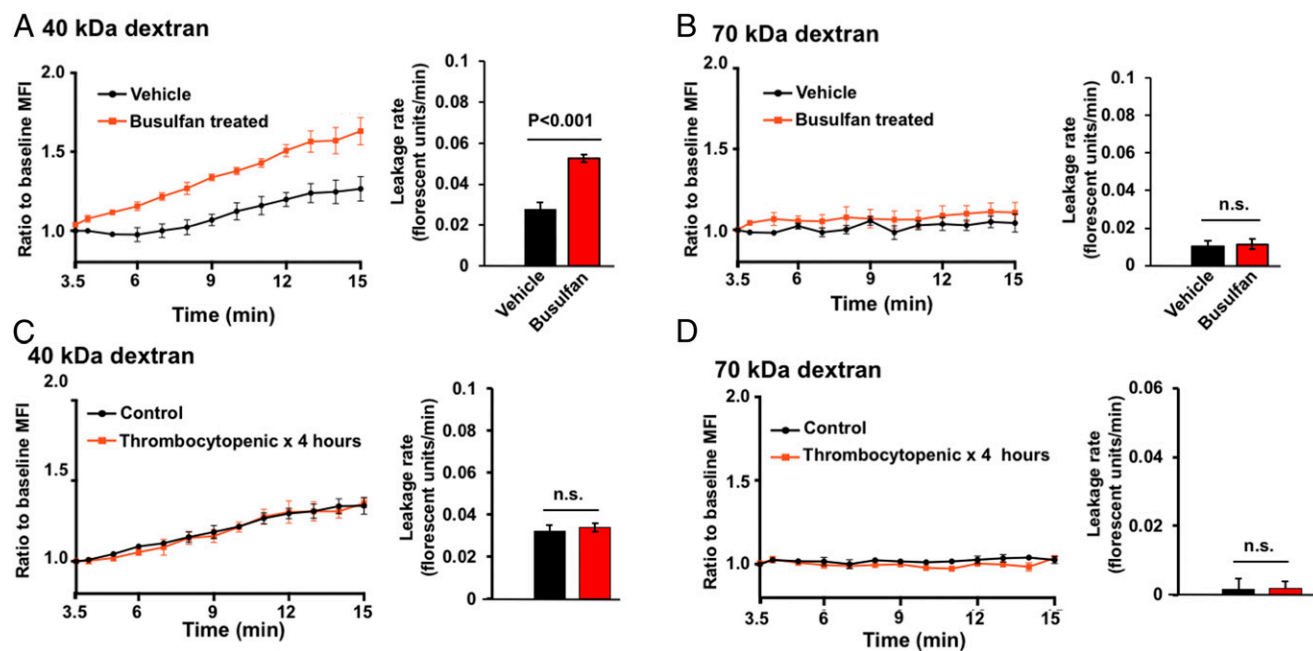 A
40 kDa dextran
Ratio to baseline MFI
2.0
1.5
1.0
Vehicle
Busulfan treated
3.5
6
9
12
15
Time (min)
Leakage rate
(florescent units/min)
0.1
0.08
0.06
0.04
0.02
0
P<0.001
Vehicle
Busulfan
B
70 kDa dextran
Ratio to baseline MFI
2.0
1.5
1.0
Vehicle
Busulfan treated
3.5
6
9
12
15
Time (min)
Leakage rate
(florescent units/min)
0.1
0.08
0.06
0.04
0.02
0
n.s.
Vehicle
Busulfan
C
40 kDa dextran
Ratio to baseline MFI
2.0
1.5
1.0
Control
Thrombocytopenic x 4 hours
3.5
6
9
12
15
Time (min)
Leakage rate
(florescent units/min)
0.1
0.08
0.06
0.04
0.02
0
n.s.
D
70 kDa dextran
Ratio to baseline MFI
2.0
1.5
1.0
Control
Thrombocytopenic x 4 hours
3.5
6
9
12
15
Time (min)
Leakage rate
(florescent units/min)
0.06
0.04
0.02
0
n.s.